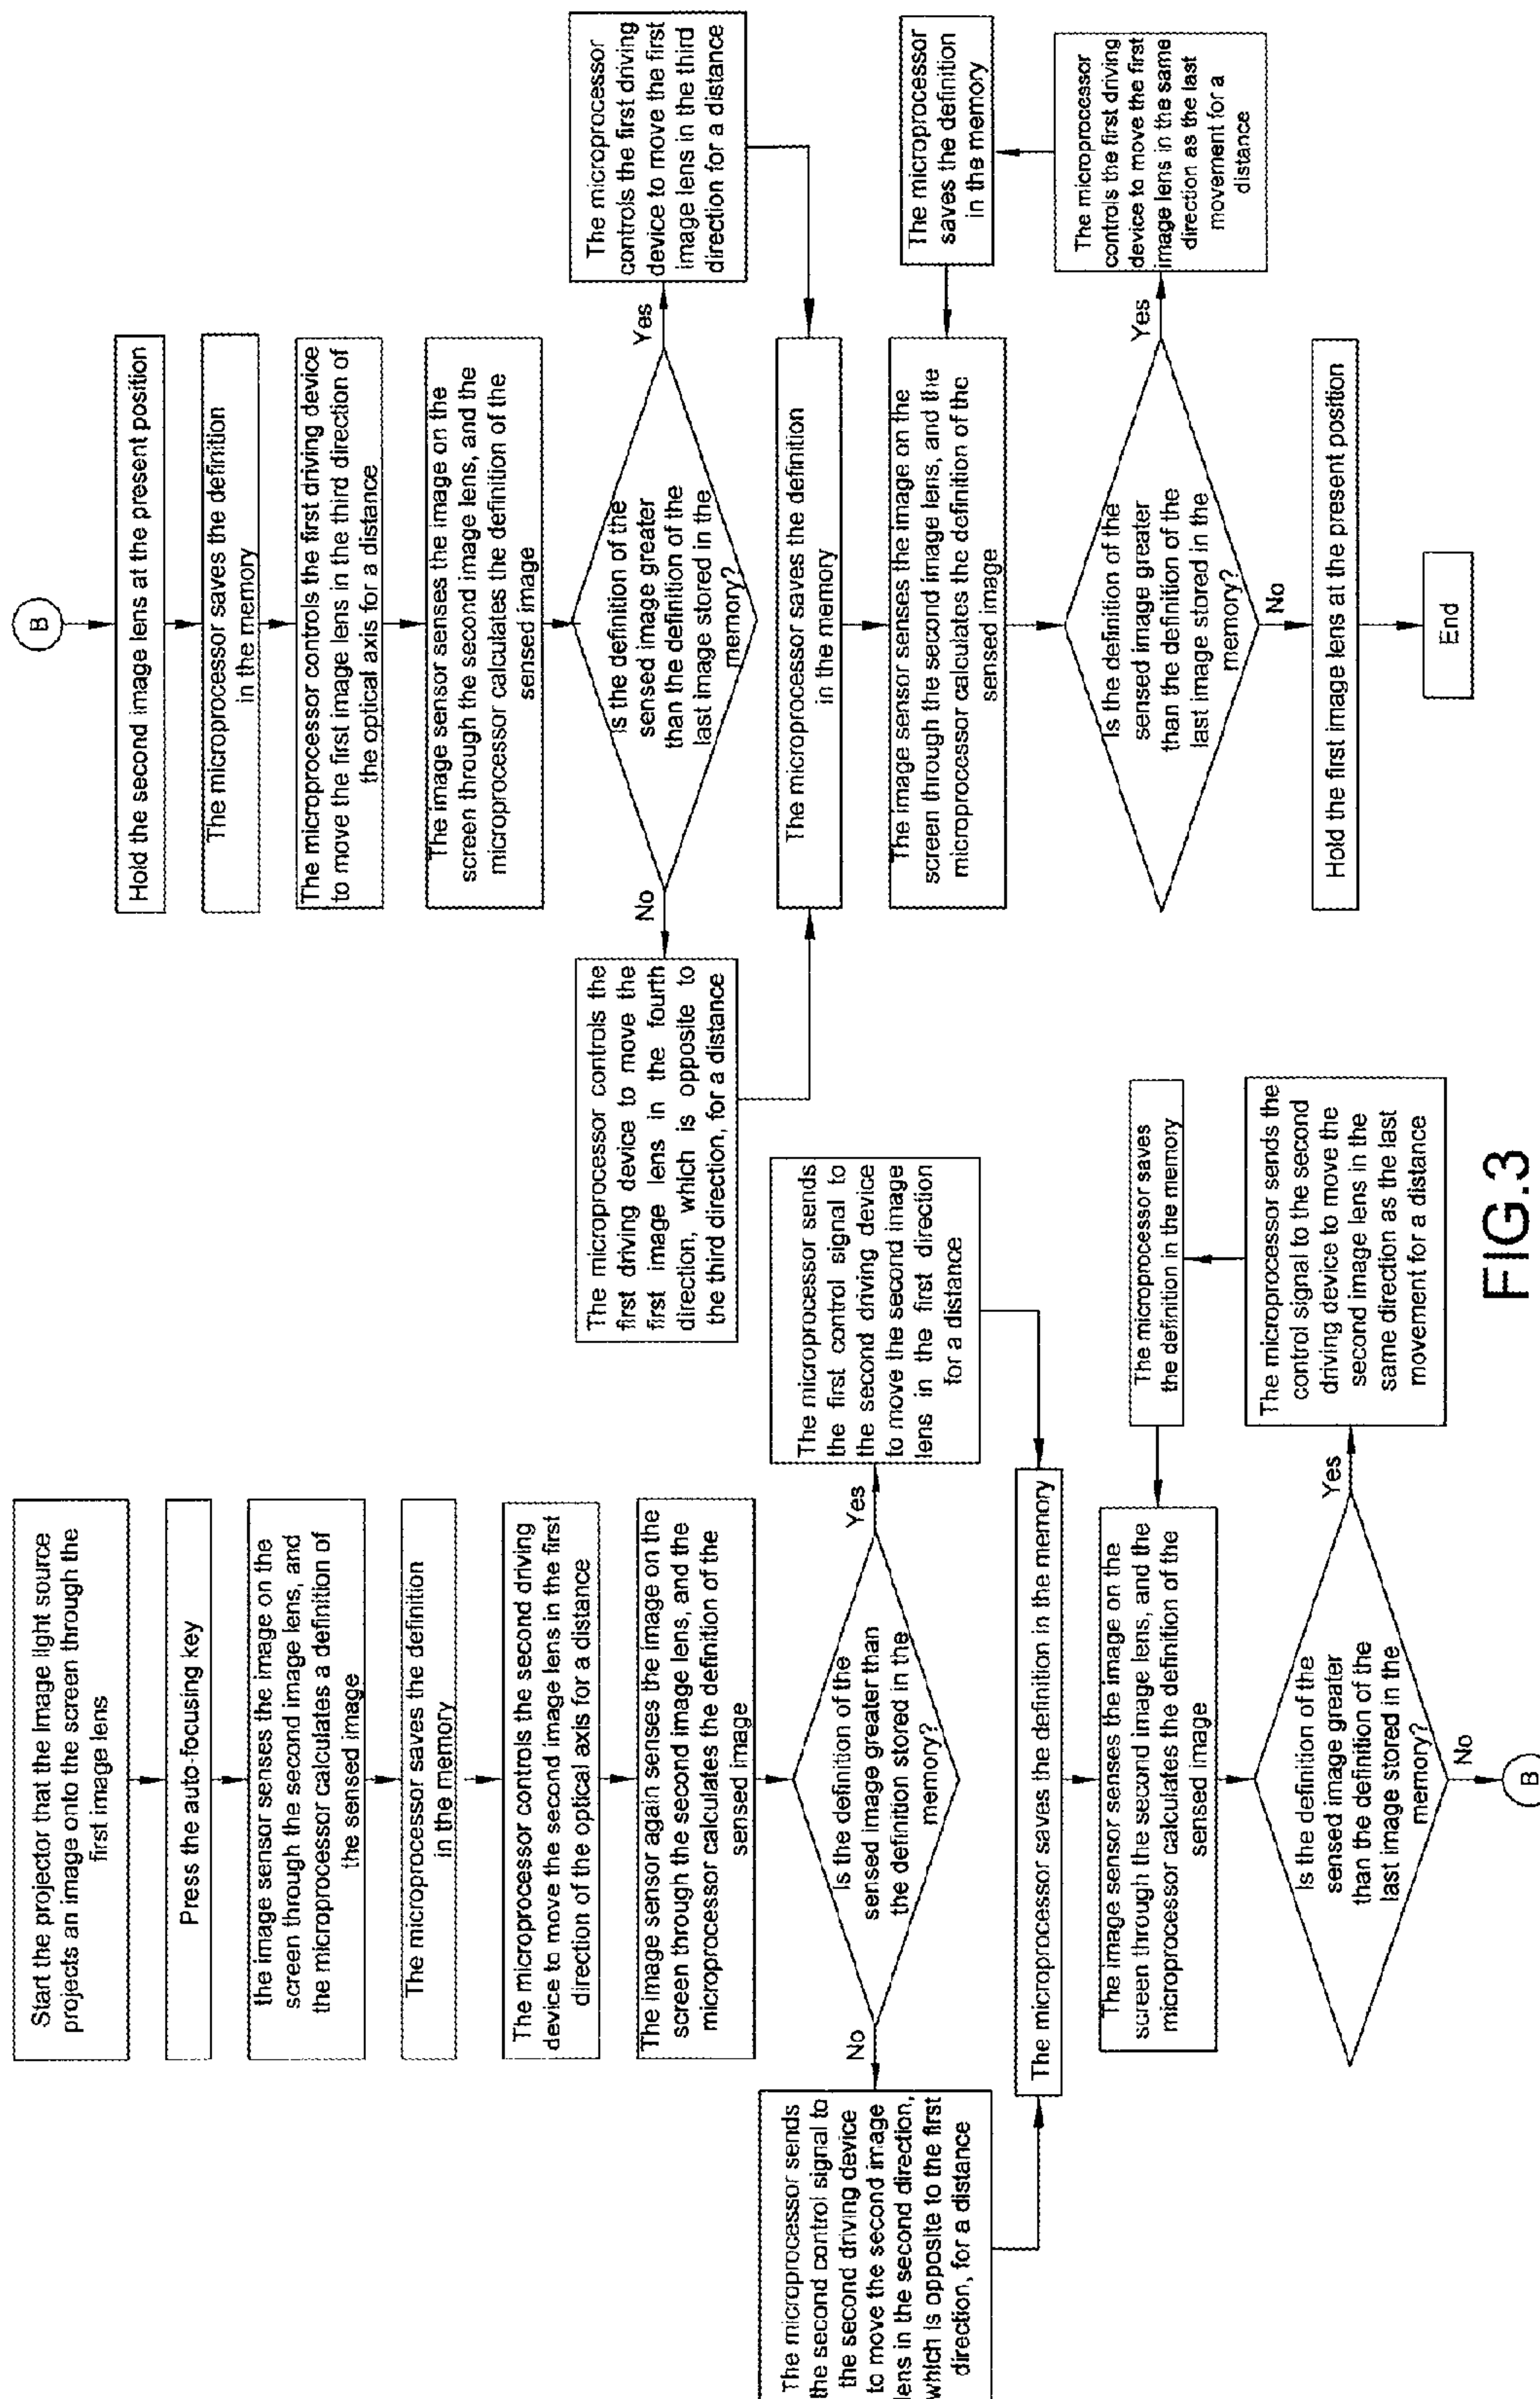 Start the projector that the image light source
projects an image onto the screen through the
first image lens
Press the auto-focusing key
the image sensor senses the image on the
screen through the second image lens, and
the microprocessor calculates a definition of
the sensed image
The microprocessor saves the definition
in the memory
The microprocessor controls the second driving
device to move the second image lens in the first
direction of the optical axis for a distance
The image sensor again senses the image on the
screen through the second image lens, and the
microprocessor calculates the definition of the
sensed image
Is the definition of the
sensed image greater than
the definition stored in the
memory?
No
Yes
The microprocessor sends
the second control signal to
the second driving device
to move the second image
lens in the second direction,
which is opposite to the first
direction, for a distance
The microprocessor sends
the first control signal to
the second driving device
to move the second image
lens in the first direction
for a distance
The microprocessor saves the definition in the memory
The image sensor senses the image on the
screen through the second image lens, and the
microprocessor calculates the definition of the
sensed image
Is the definition of the
sensed image greater
than the definition of the
last image stored in the
memory?
Yes
No
The microprocessor saves
the definition in the memory
The microprocessor sends the
control signal to the second
driving device to move the
second image lens in the
same direction as the last
movement for a distance
B
B
Hold the second image lens at the present position
The microprocessor saves the definition
in the memory
The microprocessor controls the first driving device
to move the first image lens in the third direction of
the optical axis for a distance
The image sensor senses the image on the
screen through the second image lens, and the
microprocessor calculates the definition of the
sensed image
Is the definition of the
sensed image greater
than the definition of the
last image stored in the
memory?
No
Yes
The microprocessor controls the
first driving device to move the
first image lens in the fourth
direction, which is opposite to
the third direction, for a distance
The microprocessor
controls the first driving
device to move the first
image lens in the third
direction for a distance
The microprocessor saves the definition
in the memory
The image sensor senses the image on the
screen through the second image lens, and the
microprocessor calculates the definition of the
sensed image
Is the definition of the
sensed image greater
than the definition of the
last image stored in the
memory?
Yes
No
The microprocessor
saves the definition
in the memory
The microprocessor
controls the first driving
device to move the first
image lens in the same
direction as the last
movement for a
distance
Hold the first image lens at the present position
End
FIG.3